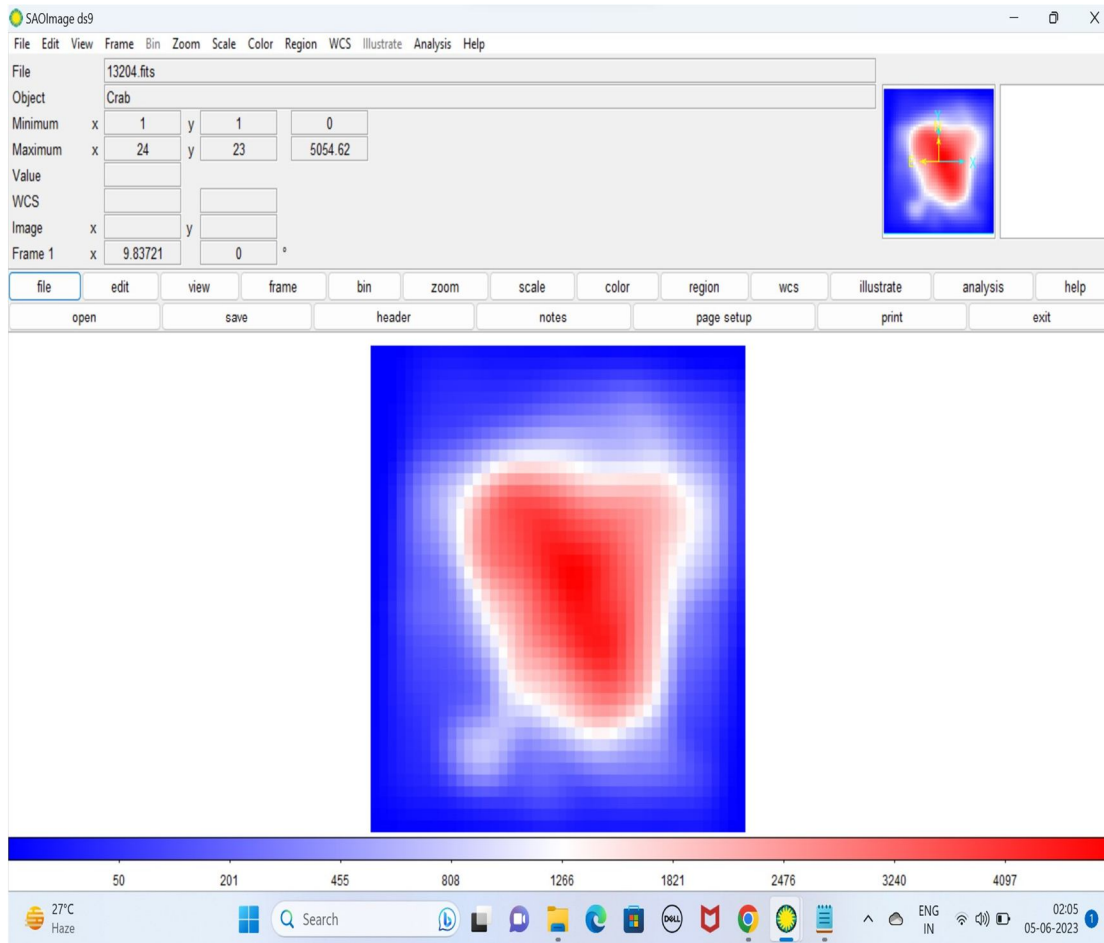 SAOImage ds9
File Edit View Frame Bin Zoom Scale Color Region WCS Illustrate Analysis Help
File 13204.fits
Object Crab
Minimum x 1 y 1 0
Maximum x 24 y 23 5054.62
Value
WCS
Image x y
Frame 1 x 9.83721 0 °
file edit view frame bin zoom scale color region wcs illustrate analysis help
open save header notes page setup print exit
50 201 455 808 1266 1821 2476 3240 4097
27°C
Haze
Search
DELL
ENG
IN
02:05
05-06-2023
1